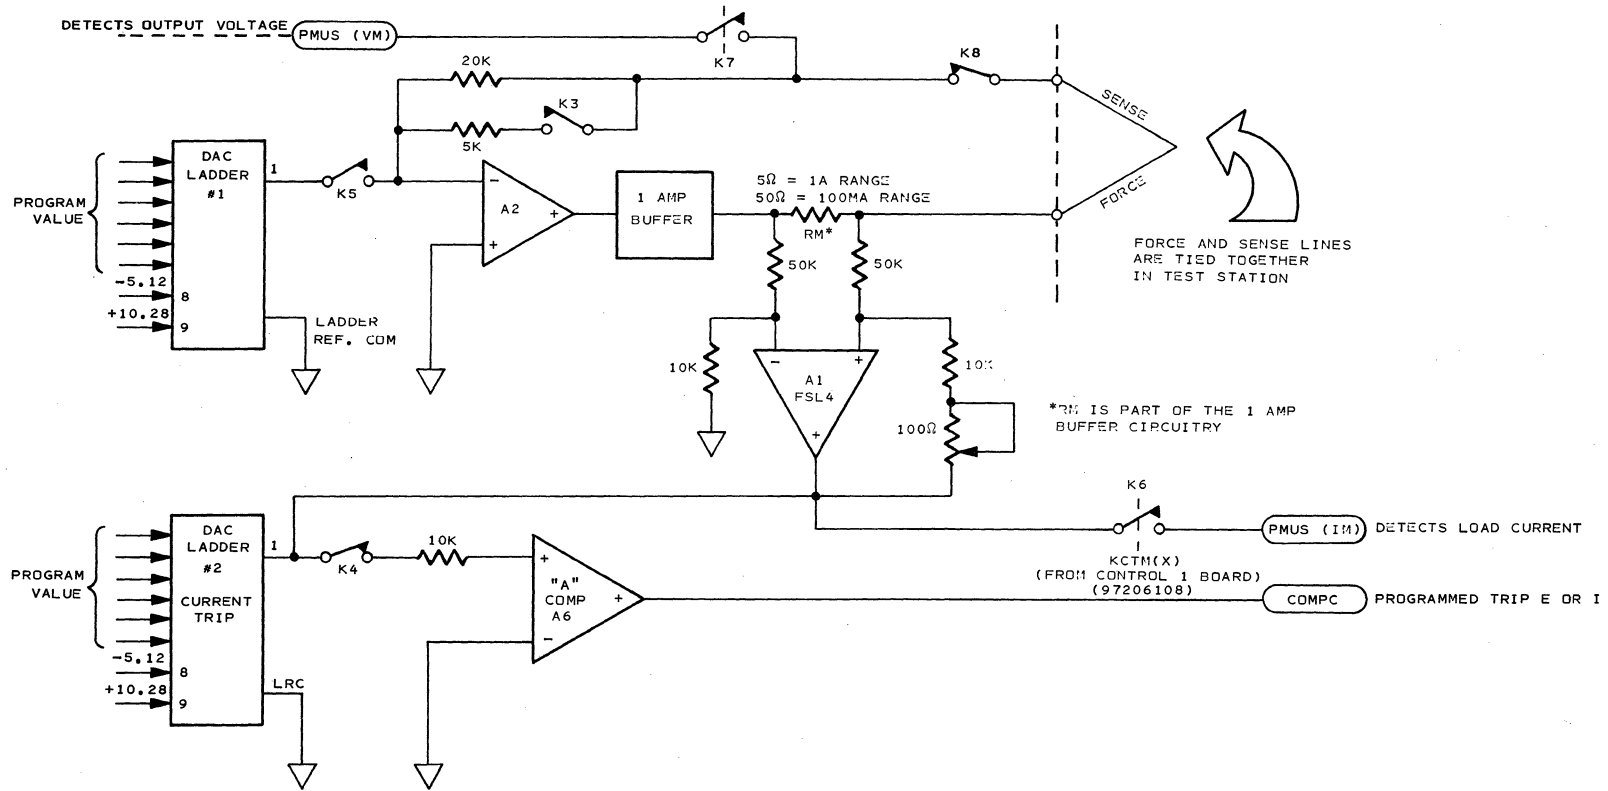 DETECTS OUTPUT VOLTAGE
PMUS (VM)
K7
K8
20K
K3
5K
SENSE
FORCE
DAC
LADDER
#1
1
K5
PROGRAM
VALUE
-5.12
8
+10.28
9
LADDER
REF. COM
−
A2
+
+
1 AMP
BUFFER
5Ω = 1A RANGE
50Ω = 100MA RANGE
RM*
50K
50K
FORCE AND SENSE LINES
ARE TIED TOGETHER
IN TEST STATION
10K
−
+
A1
FSL4
+
10K
100Ω
*RM IS PART OF THE 1 AMP
BUFFER CIRCUITRY
K6
PMUS (IM)
DETECTS LOAD CURRENT
KCTM(X)
(FROM CONTROL 1 BOARD)
(97206108)
DAC
LADDER
#2
CURRENT
TRIP
1
K4
10K
PROGRAM
VALUE
-5.12
8
+10.28
9
LRC
+
"A"
COMP
A6
+
−
COMPC
PROGRAMMED TRIP E OR I